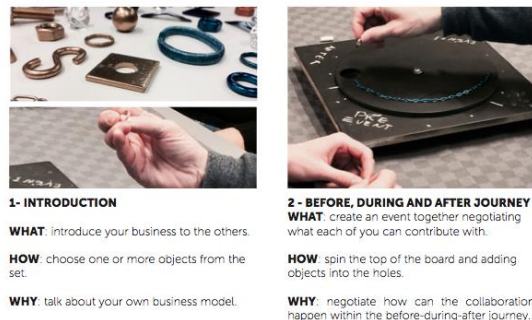 PRE
EVENT
1- INTRODUCTION
WHAT: introduce your business to the others.
HOW: choose one or more objects from the
set.
WHY: talk about your own business model.
2 - BEFORE, DURING AND AFTER JOURNEY
WHAT: create an event together negotiating
what each of you can contribute with.
HOW: spin the top of the board and adding
objects into the holes.
WHY: negotiate how can the collaboration
happen within the before-during-after journey.